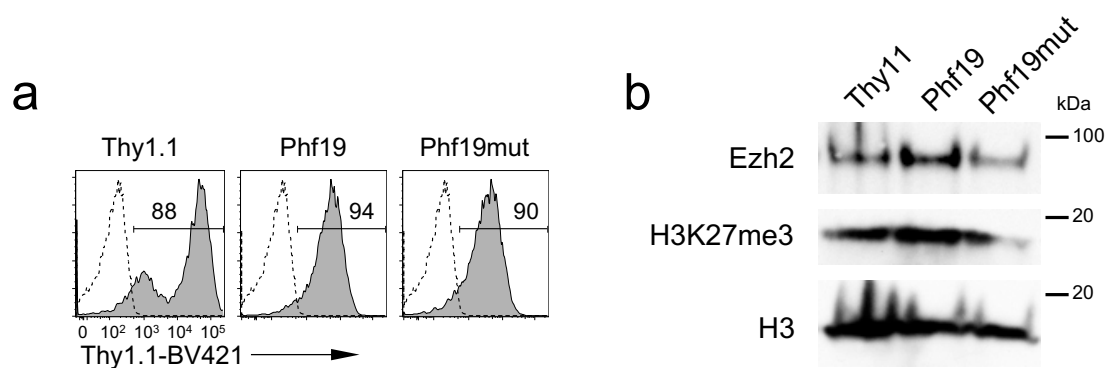 a
Thy1.1 Phf19 Phf19mut
88 94 90
0 10² 10³ 10⁴ 10⁵
Thy1.1-BV421
b
Thy11 Phf19 Phf19mut
kDa
Ezh2 100
H3K27me3 20
H3 20